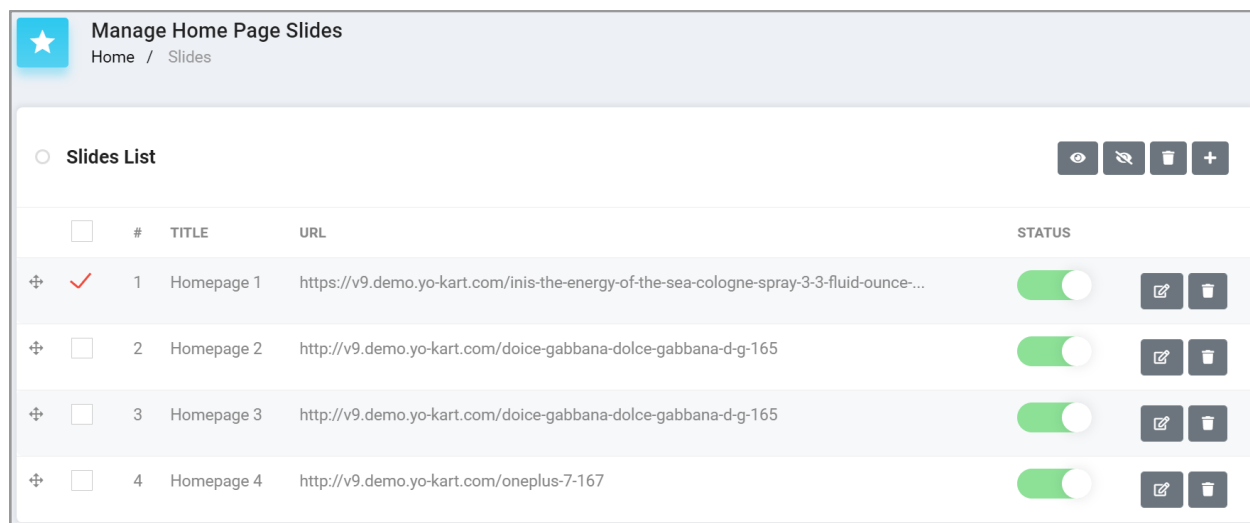 Manage Home Page Slides
Home / Slides
Slides List
# TITLE URL STATUS
1 Homepage 1 https://v9.demo.yo-kart.com/inis-the-energy-of-the-sea-cologne-spray-3-3-fluid-ounce-...
2 Homepage 2 http://v9.demo.yo-kart.com/doice-gabbana-dolce-gabbana-d-g-165
3 Homepage 3 http://v9.demo.yo-kart.com/doice-gabbana-dolce-gabbana-d-g-165
4 Homepage 4 http://v9.demo.yo-kart.com/oneplus-7-167